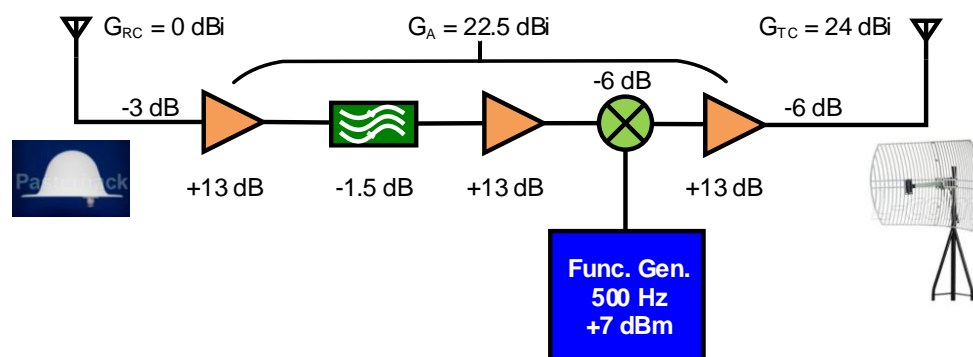 G_RC = 0 dBi
G_A = 22.5 dBi
G_TC = 24 dBi
-3 dB
-6 dB
-6 dB
Pasternack
+13 dB
-1.5 dB
+13 dB
+13 dB
Func. Gen.
500 Hz
+7 dBm